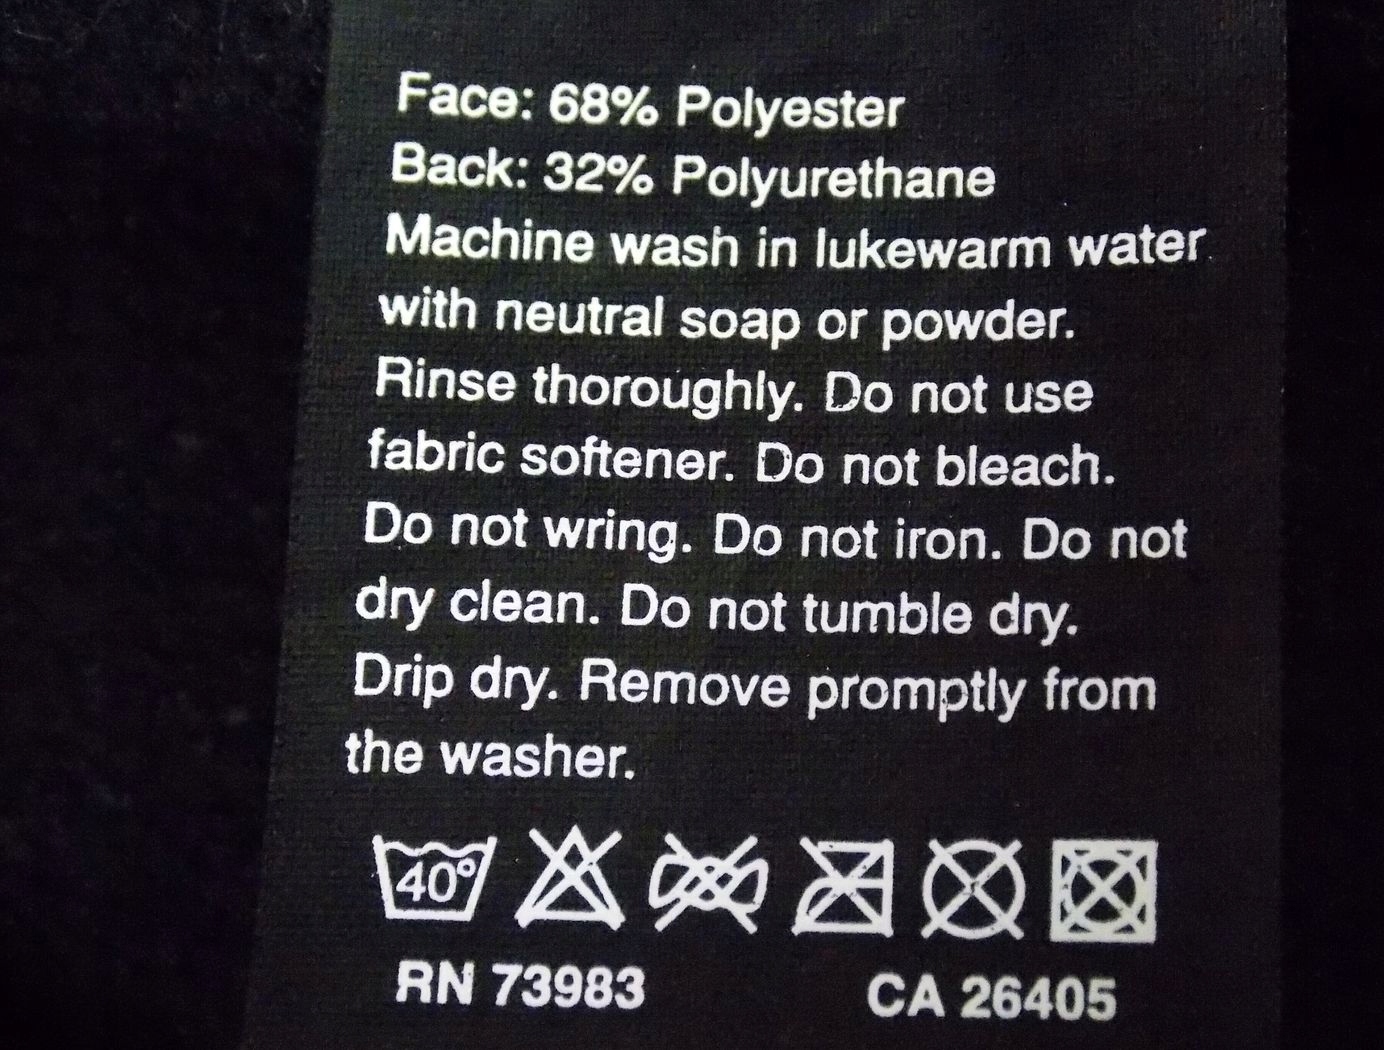 Face: 68% Polyester
Back: 32% Polyurethane
Machine wash in lukewarm water
with neutral soap or powder.
Rinse thoroughly. Do not use
fabric softener. Do not bleach.
Do not wring. Do not iron. Do not
dry clean. Do not tumble dry.
Drip dry. Remove promptly from
the washer.
40°
RN 73983 CA 26405